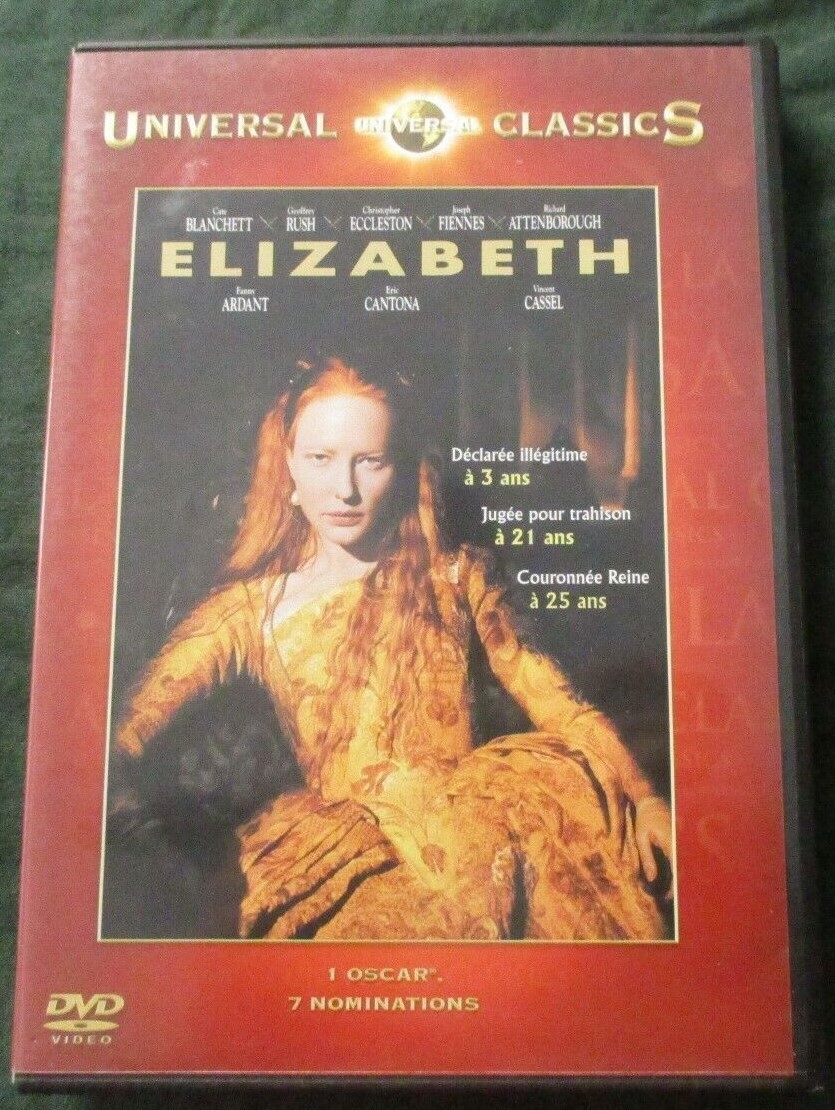 UNIVERSAL UNIVERSAL CLASSICS
Cate BLANCHETT Geoffrey RUSH Christopher ECCLESTON Joseph FIENNES Richard ATTENBOROUGH
ELIZABETH
Fanny ARDANT Eric CANTONA Vincent CASSEL
Déclarée illégitime
à 3 ans
Jugée pour trahison
à 21 ans
Couronnée Reine
à 25 ans
1 OSCAR®.
7 NOMINATIONS
DVD
VIDEO